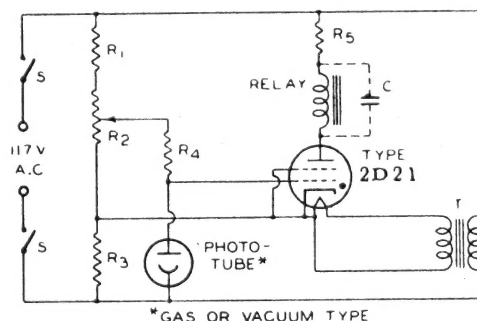 S
R1
R5
RELAY
C
117 V
A.C
R2
R4
TYPE
2D21
S
R3
PHOTO-
TUBE*
T
*GAS OR VACUUM TYPE